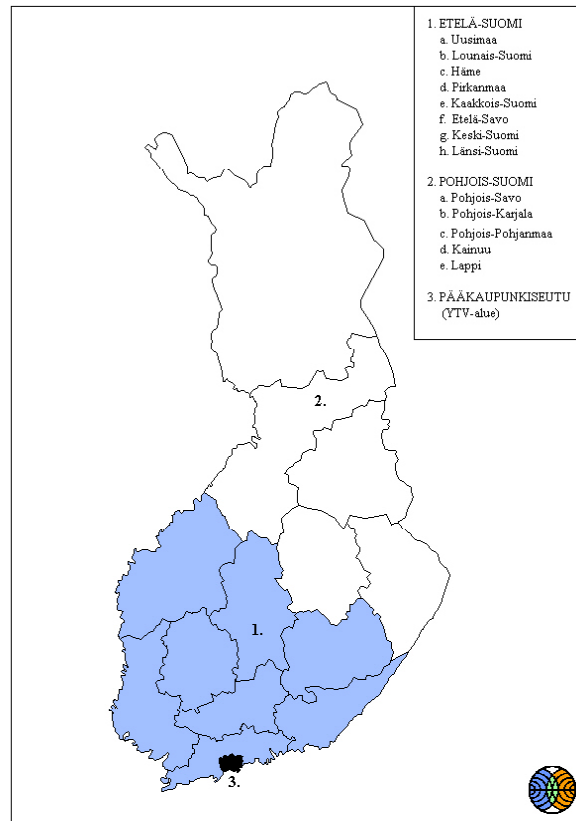 1. ETELÄ-SUOMI
a. Uusimaa
b. Lounais-Suomi
c. Häme
d. Pirkanmaa
e. Kaakkois-Suomi
f. Etelä-Savo
g. Keski-Suomi
h. Länsi-Suomi
2. POHJOIS-SUOMI
a. Pohjois-Savo
b. Pohjois-Karjala
c. Pohjois-Pohjanmaa
d. Kainuu
e. Lappi
3. PÄÄKAUPUNKISEUTU
(YTV-alue)
2.
1.
3.